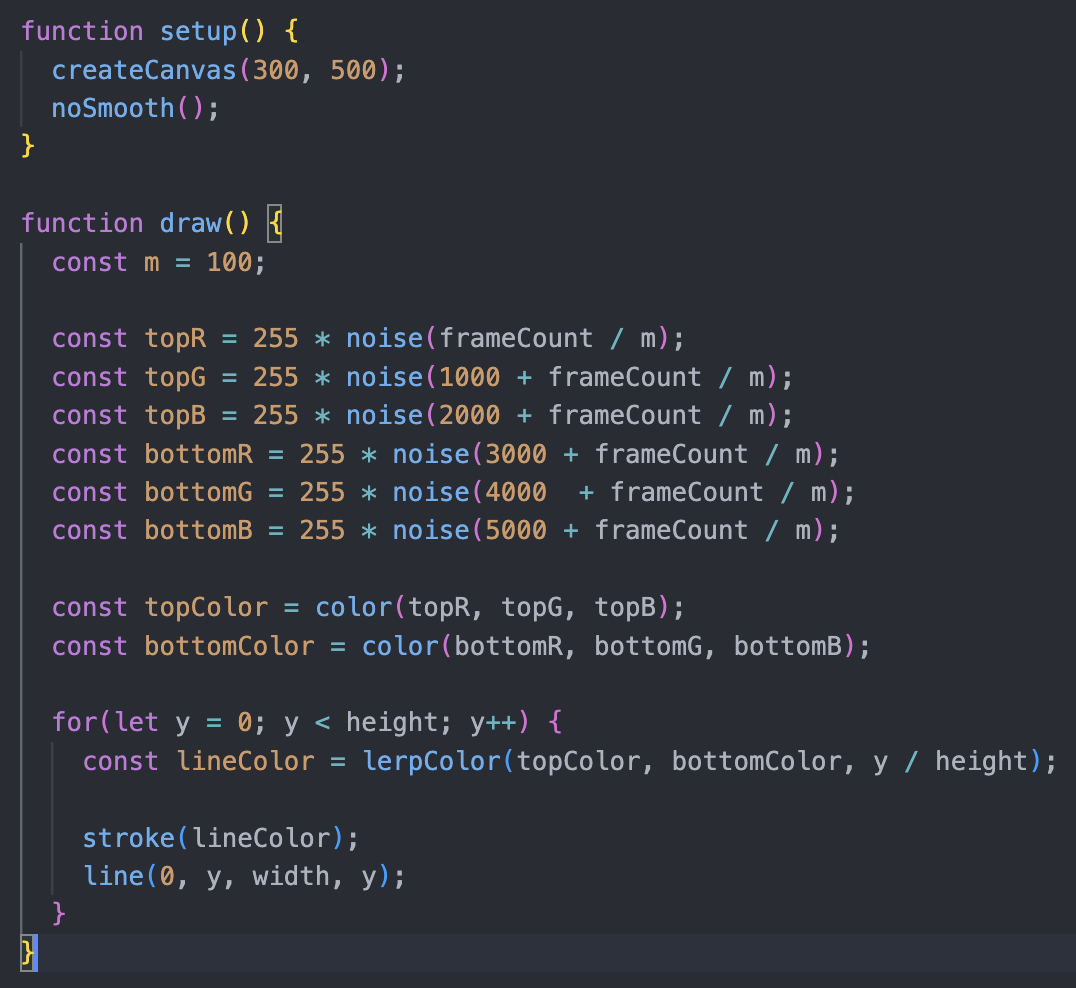 function setup() {
  createCanvas(300, 500);
  noSmooth();
}

function draw() {
  const m = 100;

  const topR = 255 * noise(frameCount / m);
  const topG = 255 * noise(1000 + frameCount / m);
  const topB = 255 * noise(2000 + frameCount / m);
  const bottomR = 255 * noise(3000 + frameCount / m);
  const bottomG = 255 * noise(4000  + frameCount / m);
  const bottomB = 255 * noise(5000 + frameCount / m);

  const topColor = color(topR, topG, topB);
  const bottomColor = color(bottomR, bottomG, bottomB);

  for(let y = 0; y < height; y++) {
    const lineColor = lerpColor(topColor, bottomColor, y / height);

    stroke(lineColor);
    line(0, y, width, y);
  }
}